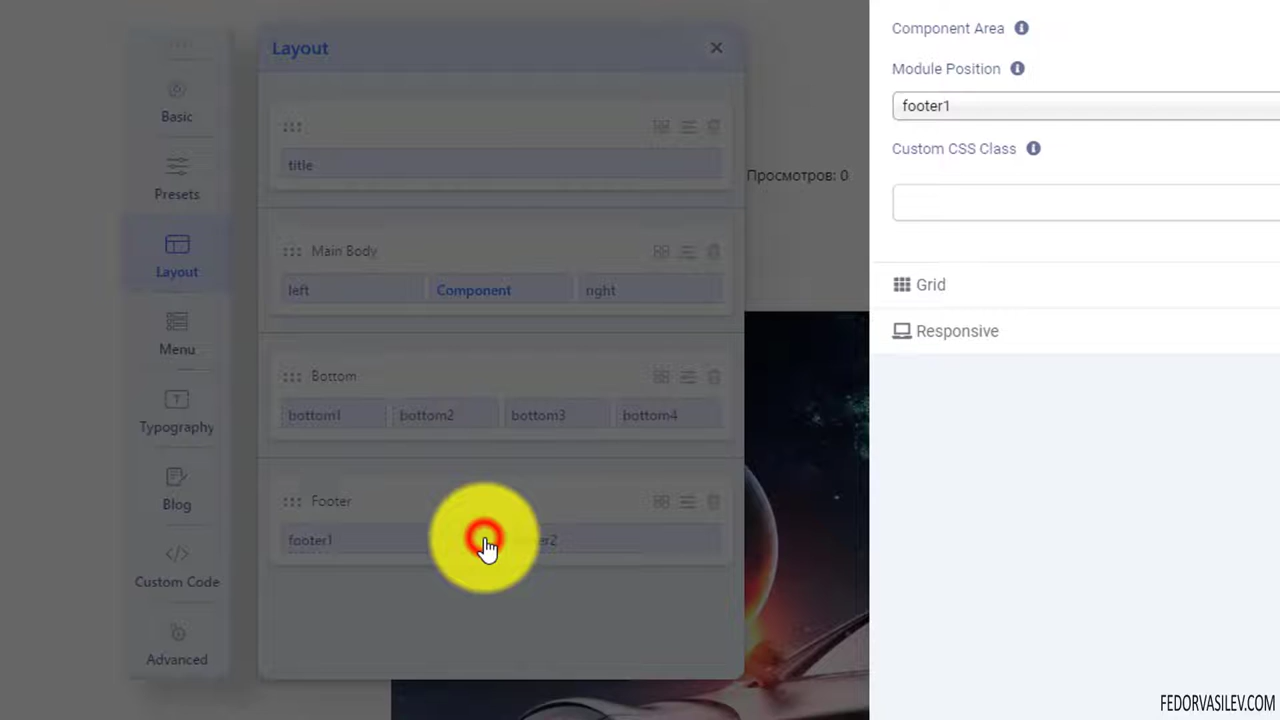 Basic
Presets
Layout
Menu
Typography
Blog
Custom Code
Advanced
Layout
title
Main Body
left Component right
Bottom
bottom1 bottom2 bottom3 bottom4
Footer
footer1 er2
Просмотров: 0
Component Area
Module Position
footer1
Custom CSS Class
Grid
Responsive
FEDORVASILEV.COM